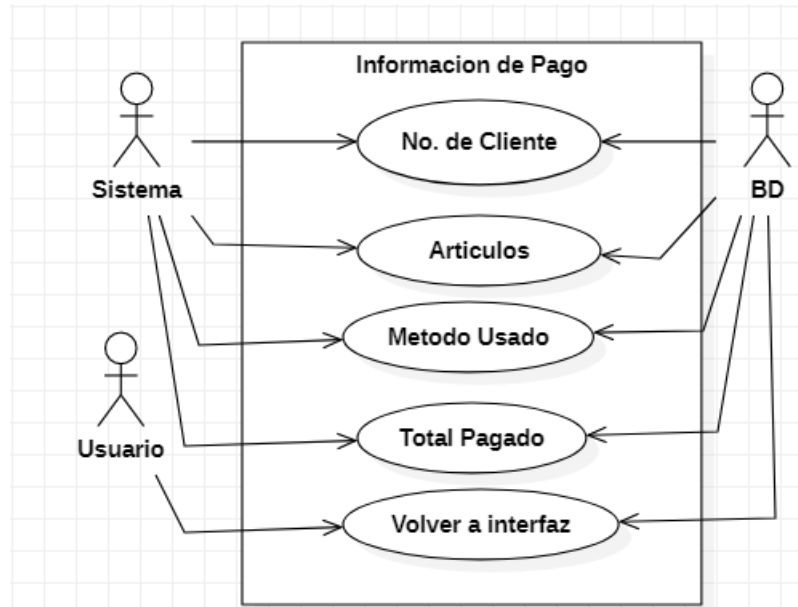 Informacion de Pago
No. de Cliente
Sistema
BD
Articulos
Metodo Usado
Usuario
Total Pagado
Volver a interfaz